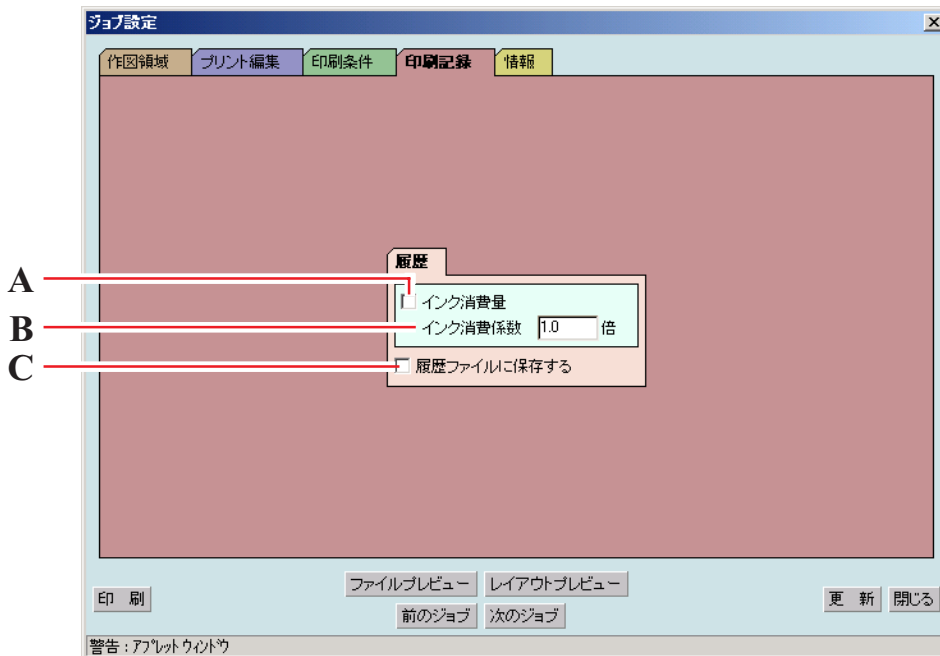 ジョブ設定
作図領域 プリント編集 印刷条件 印刷記録 情報
履歴
A
インク消費量
B
インク消費係数 1.0 倍
C
履歴ファイルに保存する
ファイルプレビュー レイアウトプレビュー
印 刷
更 新 閉じる
前のジョブ 次のジョブ
警告 : アプレット ウィンドウ